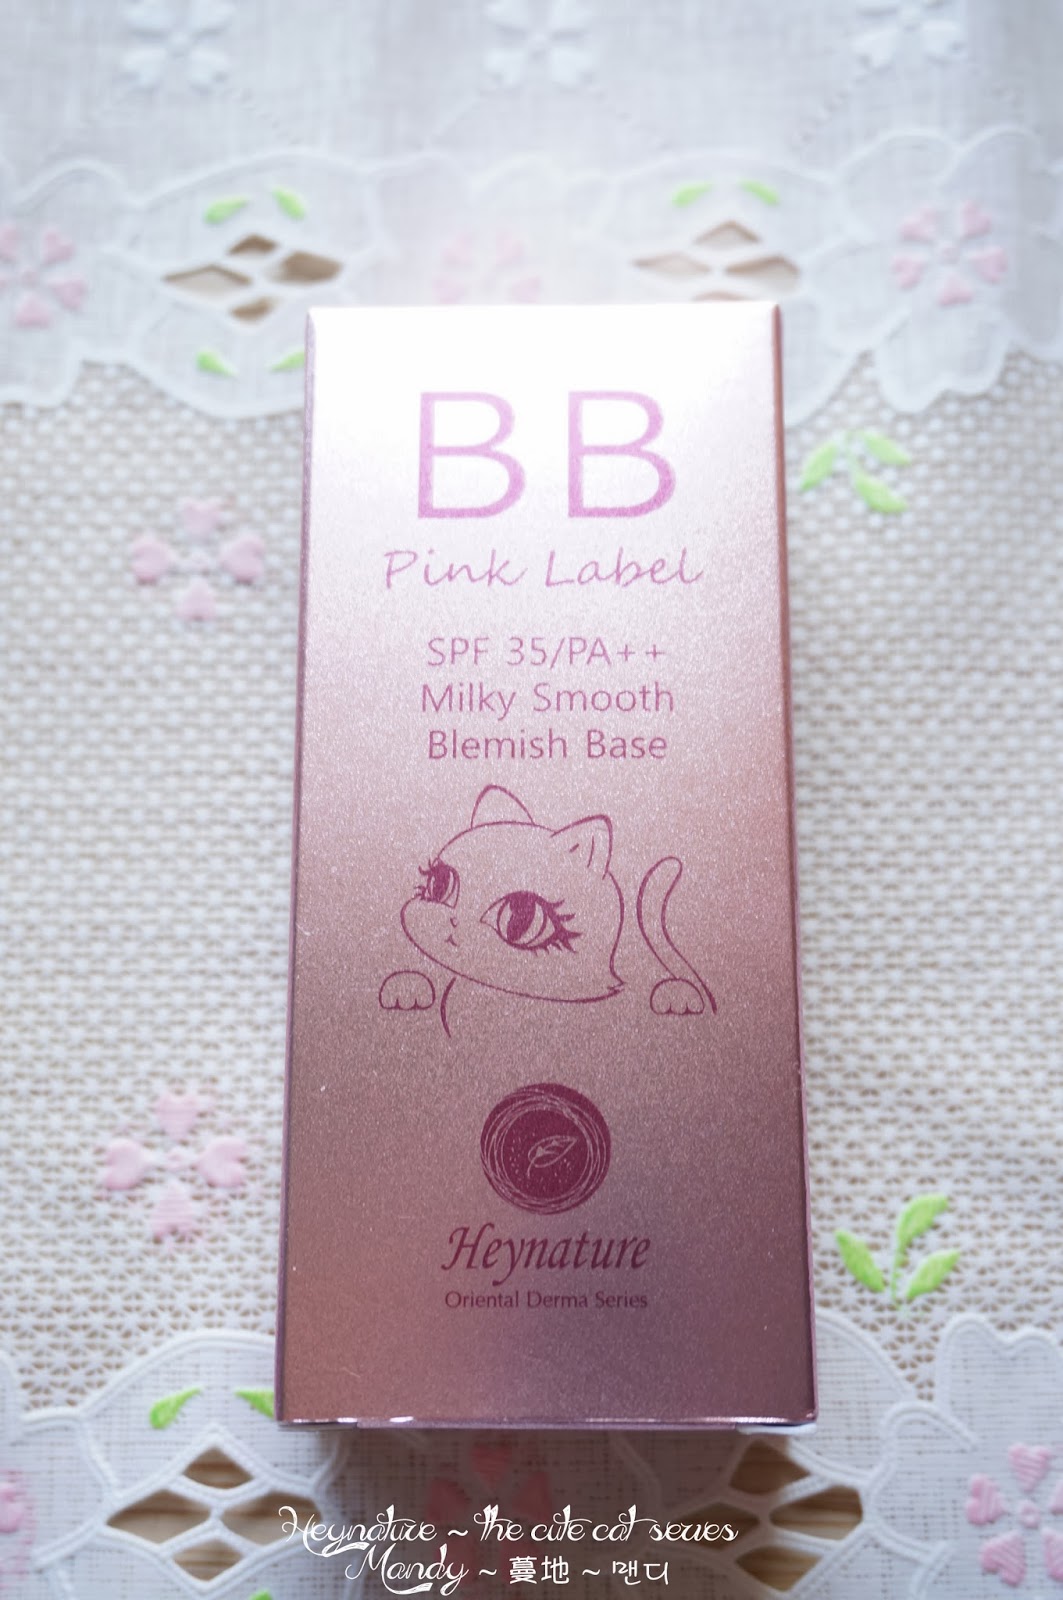 BB
Pink Label
SPF 35/PA++
Milky Smooth
Blemish Base
Heynature
Oriental Derma Series
Heynature ~ the cute cat series
Mandy ~ 蔓地 ~ 맨디